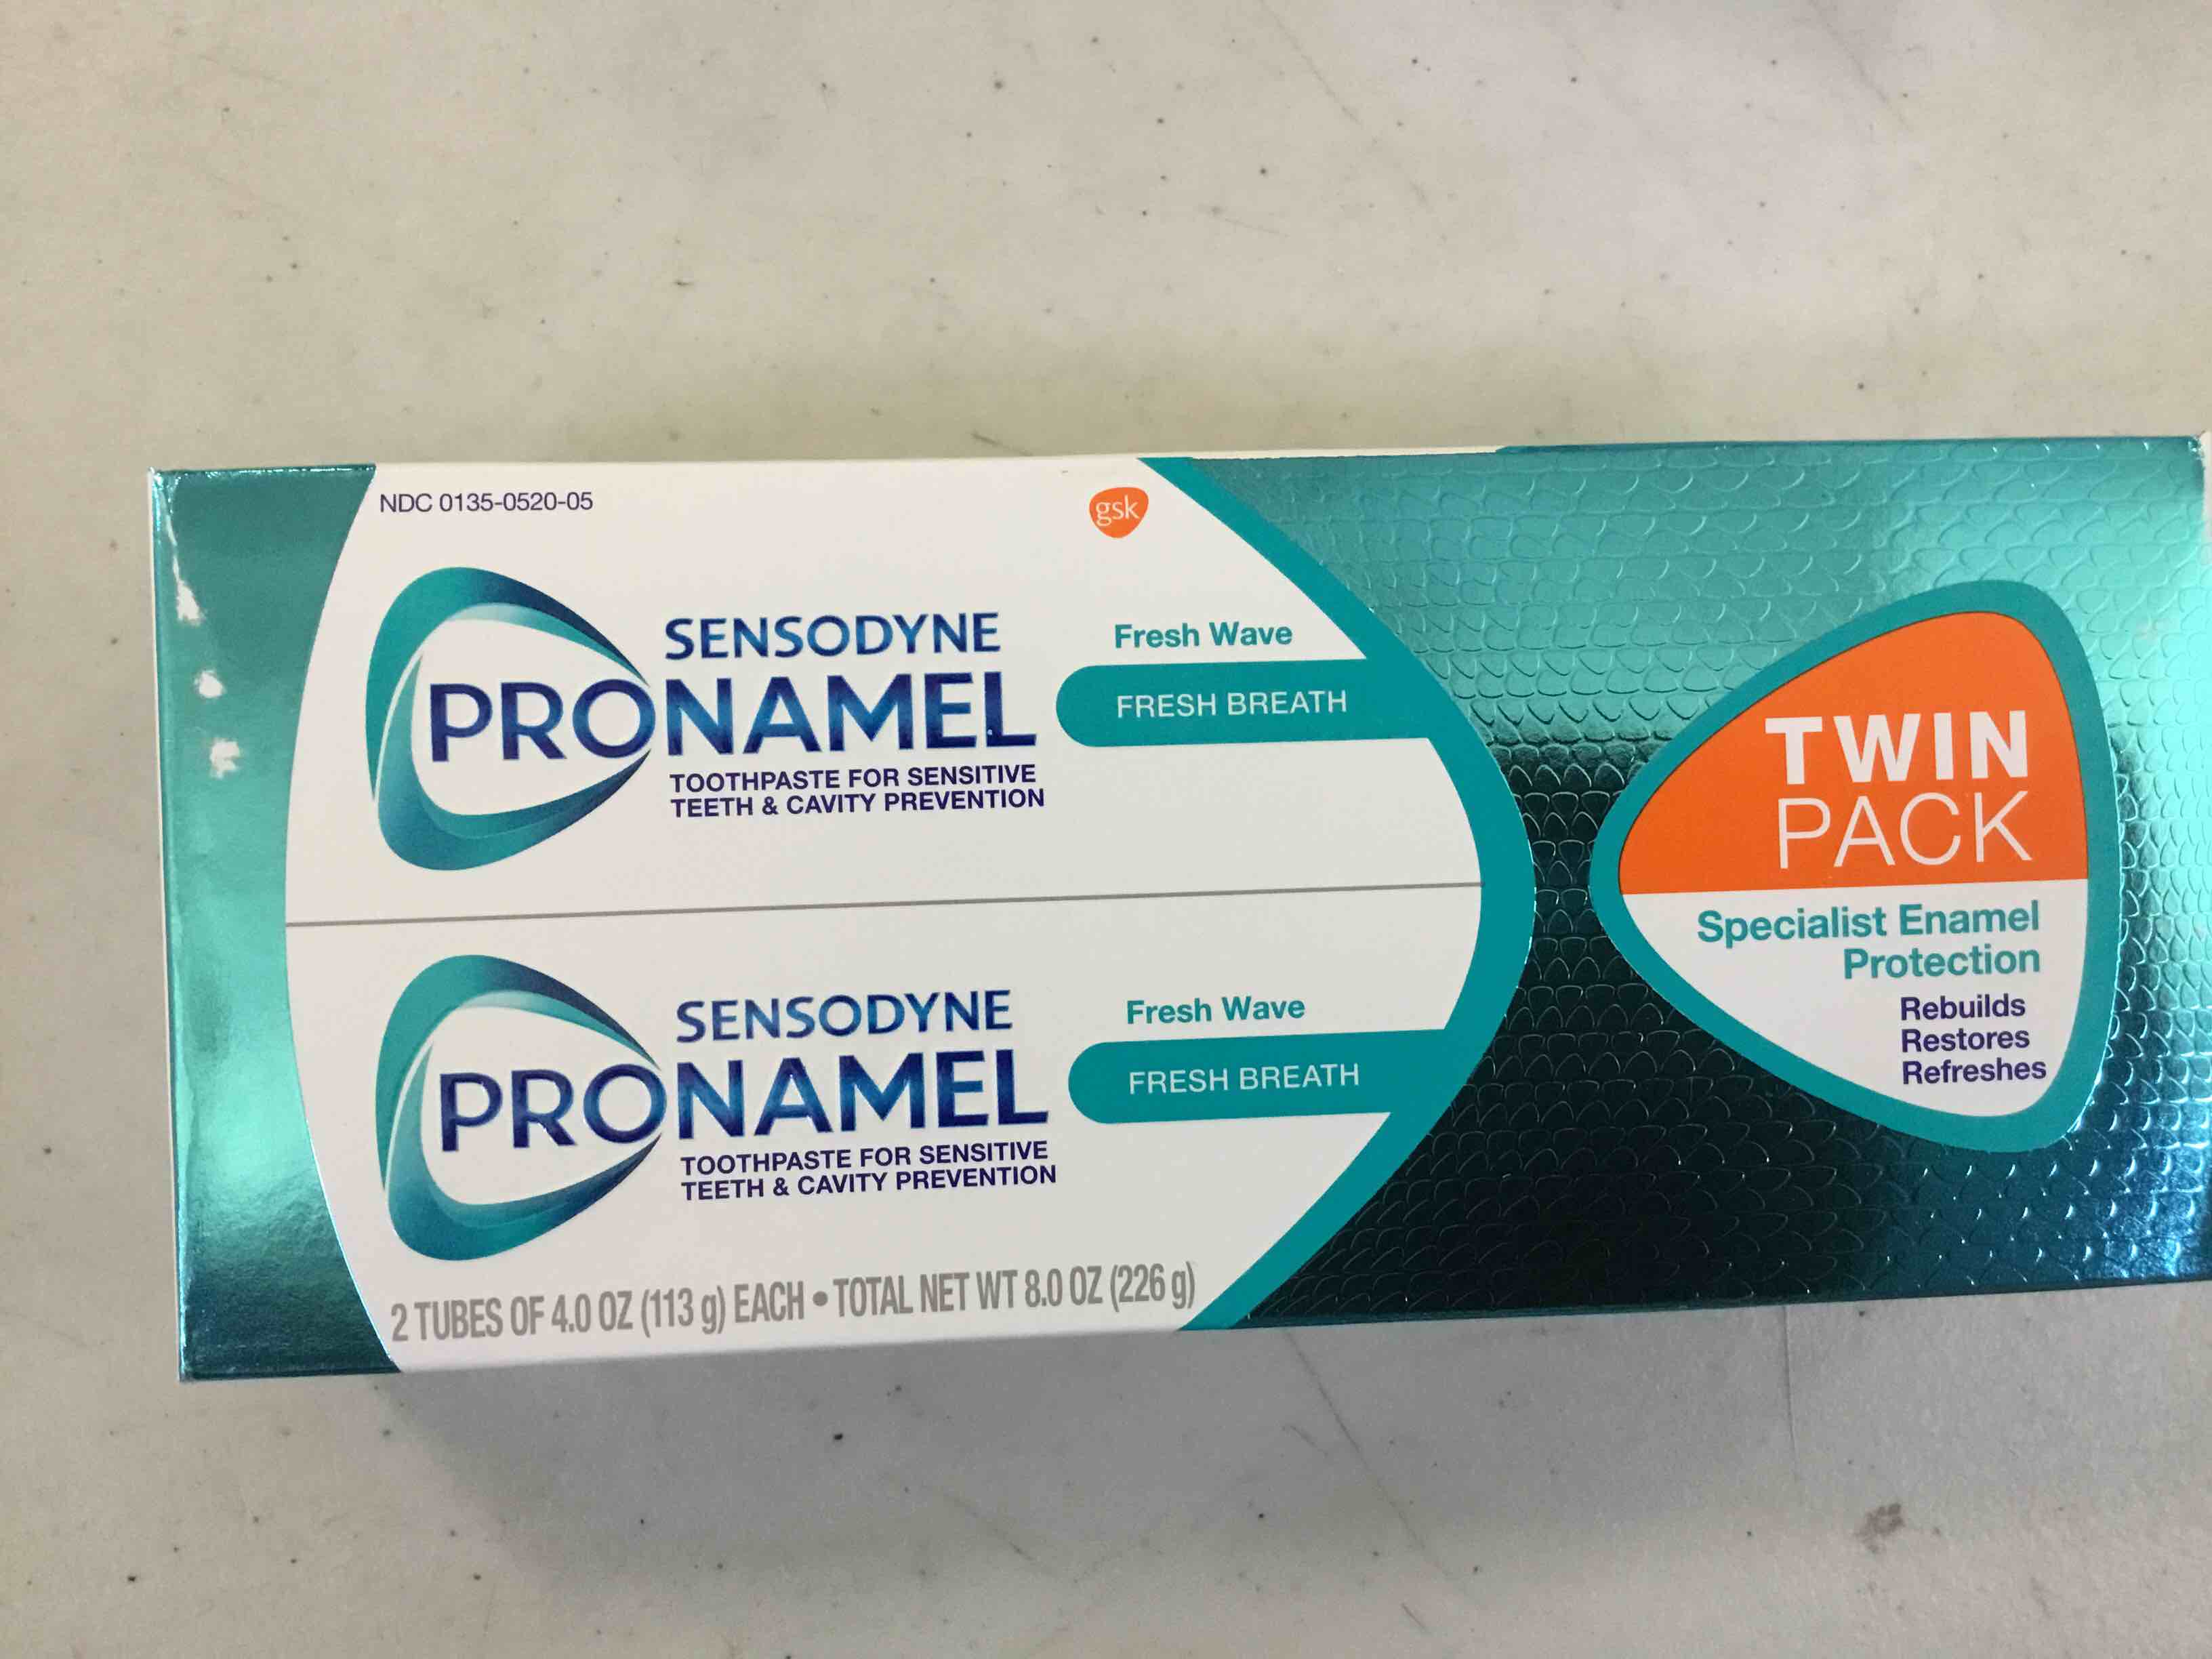 NDC 0135-0520-05
gsk
SENSODYNE
PRONAMEL
TOOTHPASTE FOR SENSITIVE
TEETH & CAVITY PREVENTION
Fresh Wave
FRESH BREATH
SENSODYNE
PRONAMEL
TOOTHPASTE FOR SENSITIVE
TEETH & CAVITY PREVENTION
Fresh Wave
FRESH BREATH
2 TUBES OF 4.0 OZ (113 g) EACH • TOTAL NET WT 8.0 OZ (226 g)
TWIN
PACK
Specialist Enamel
Protection
Rebuilds
Restores
Refreshes